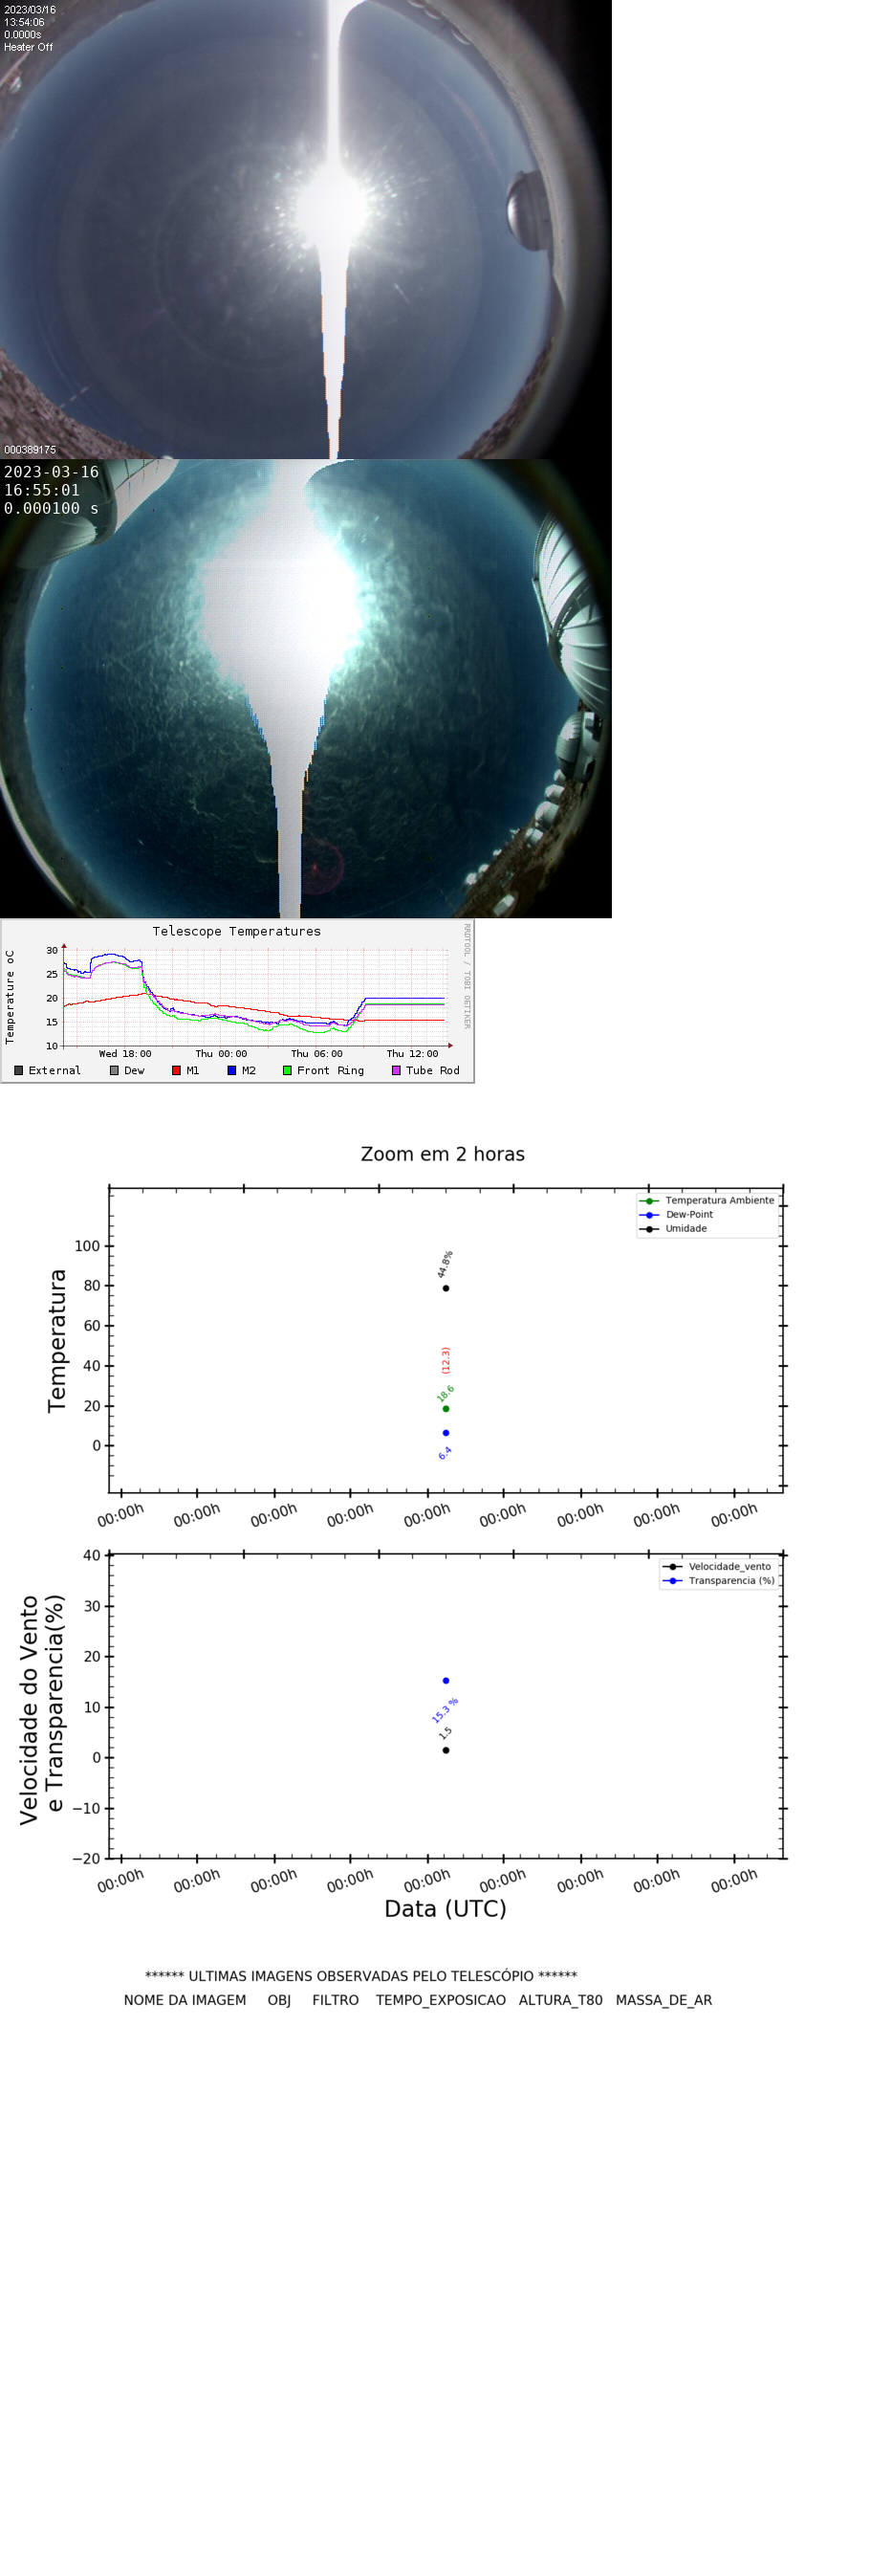 2023/03/16
13:54:06
0.0000s
Heater Off
000389175
2023-03-16
16:55:01
0.000100 s
Telescope Temperatures
RRDTOOL / TOBI OETIKER
Temperature oC
30
25
20
15
10
Wed 18:00 Thu 00:00 Thu 06:00 Thu 12:00
External Dew M1 M2 Front Ring Tube Rod
Zoom em 2 horas
Temperatura Ambiente
Dew-Point
Umidade
Temperatura
100
80
60
40
20
0
44.8%
(12.3)
18.6
6.4
00:00h 00:00h 00:00h 00:00h 00:00h 00:00h 00:00h 00:00h 00:00h
Velocidade_vento
Transparencia (%)
Velocidade do Vento
e Transparencia(%)
40
30
20
10
0
−10
−20
15.3 %
1.5
00:00h 00:00h 00:00h 00:00h 00:00h 00:00h 00:00h 00:00h 00:00h
Data (UTC)
****** ULTIMAS IMAGENS OBSERVADAS PELO TELESCÓPIO ******
NOME DA IMAGEM OBJ FILTRO TEMPO_EXPOSICAO ALTURA_T80 MASSA_DE_AR